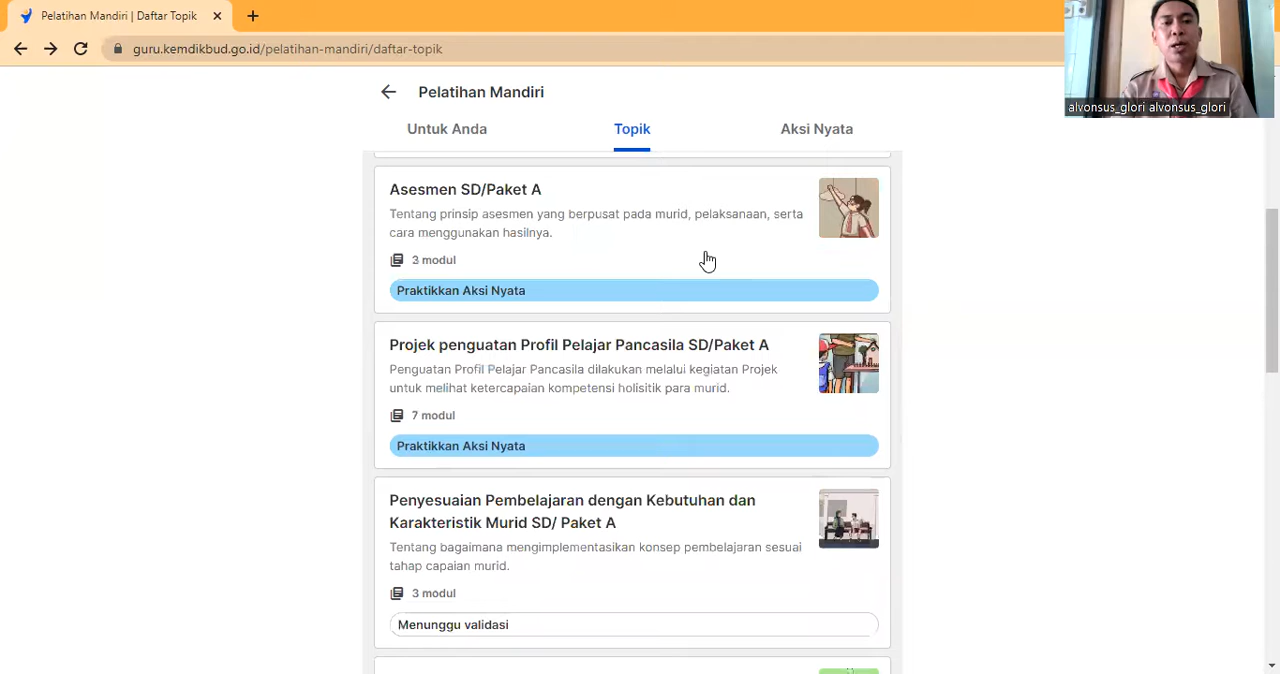 Pelatihan Mandiri | Daftar Topik
guru.kemdikbud.go.id/pelatihan-mandiri/daftar-topik
alvonsus_glori alvonsus_glori
Pelatihan Mandiri
Untuk Anda
Topik
Aksi Nyata
Asesmen SD/Paket A
Tentang prinsip asesmen yang berpusat pada murid, pelaksanaan, serta
cara menggunakan hasilnya.
3 modul
Praktikkan Aksi Nyata
Projek penguatan Profil Pelajar Pancasila SD/Paket A
Penguatan Profil Pelajar Pancasila dilakukan melalui kegiatan Projek
untuk melihat ketercapaian kompetensi holisitik para murid.
7 modul
Praktikkan Aksi Nyata
Penyesuaian Pembelajaran dengan Kebutuhan dan
Karakteristik Murid SD/ Paket A
Tentang bagaimana mengimplementasikan konsep pembelajaran sesuai
tahap capaian murid.
3 modul
Menunggu validasi